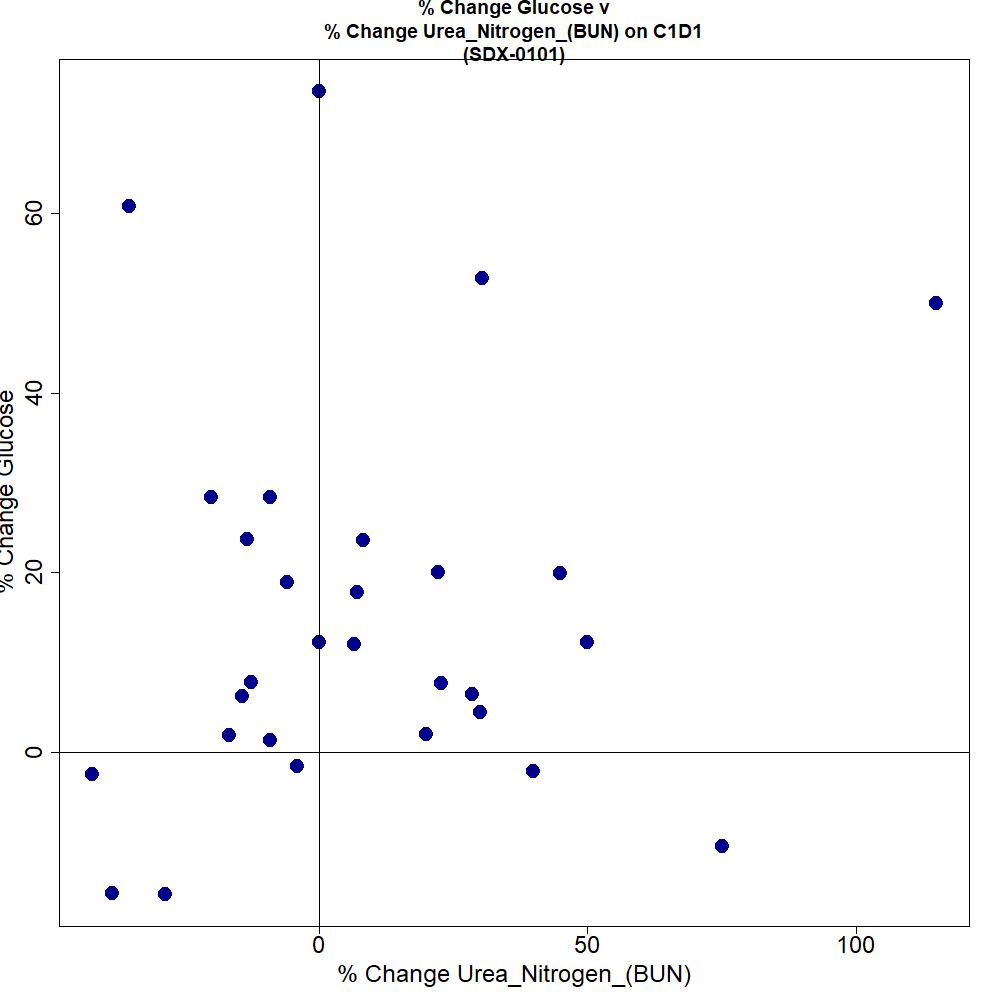 % Change Glucose v
% Change Urea_Nitrogen_(BUN) on C1D1
(SDX-0101)
% Change Glucose
60
40
20
0
0
50
100
% Change Urea_Nitrogen_(BUN)